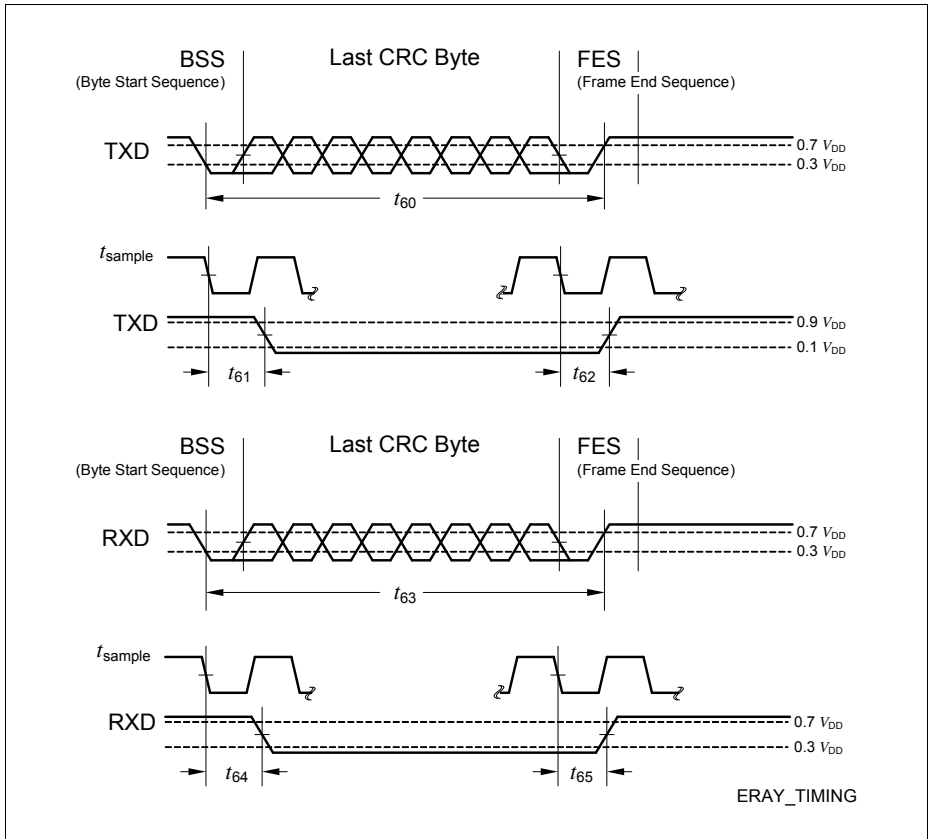 BSS Last CRC Byte FES
(Byte Start Sequence) (Frame End Sequence)
TXD 0.7 VDD
0.3 VDD
t60
tsample
TXD 0.9 VDD
0.1 VDD
t61 t62
BSS Last CRC Byte FES
(Byte Start Sequence) (Frame End Sequence)
RXD 0.7 VDD
0.3 VDD
t63
tsample
RXD 0.7 VDD
0.3 VDD
t64 t65
ERAY_TIMING